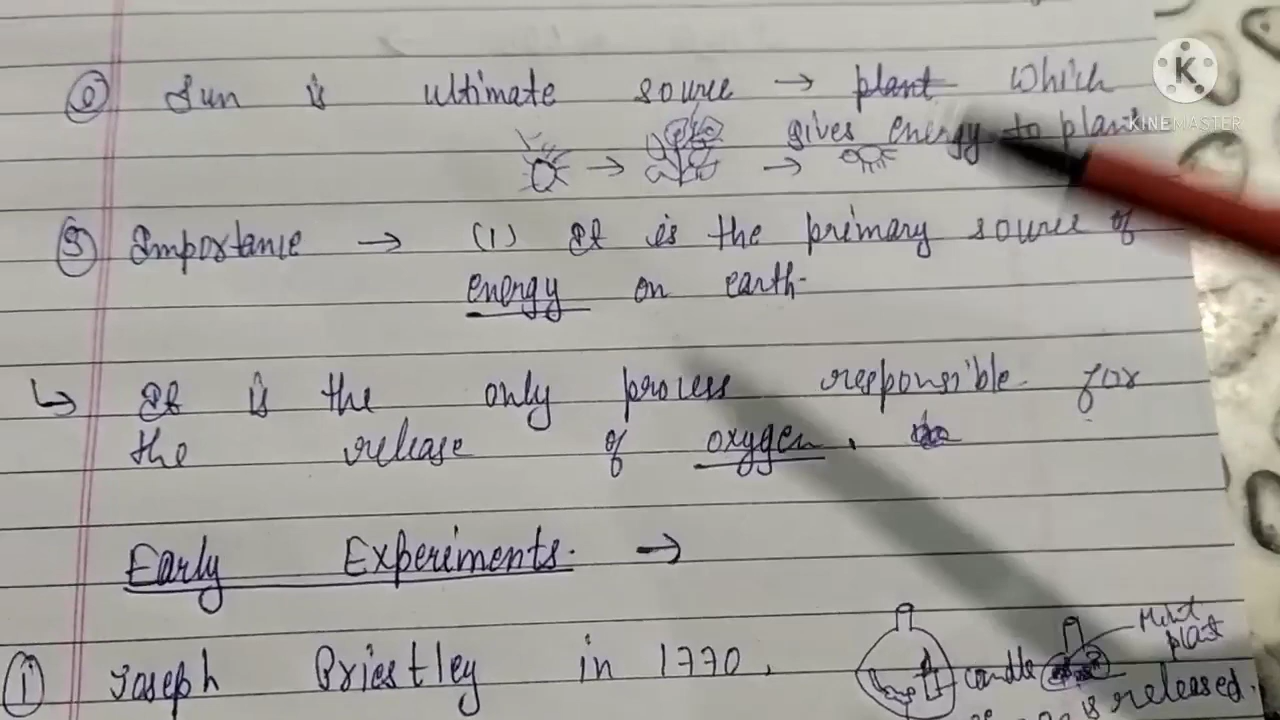 ⓪ Sun is ultimate source → plant which
gives energy to plant
K
KINEMASTER
⑤ Importance → (1) It is the primary source of
energy on earth.
↳ It is the only process responsible for
the release of oxygen.
Early Experiments. →
① Joseph Priestley in 1770.
candle
Mint
plant
is released.